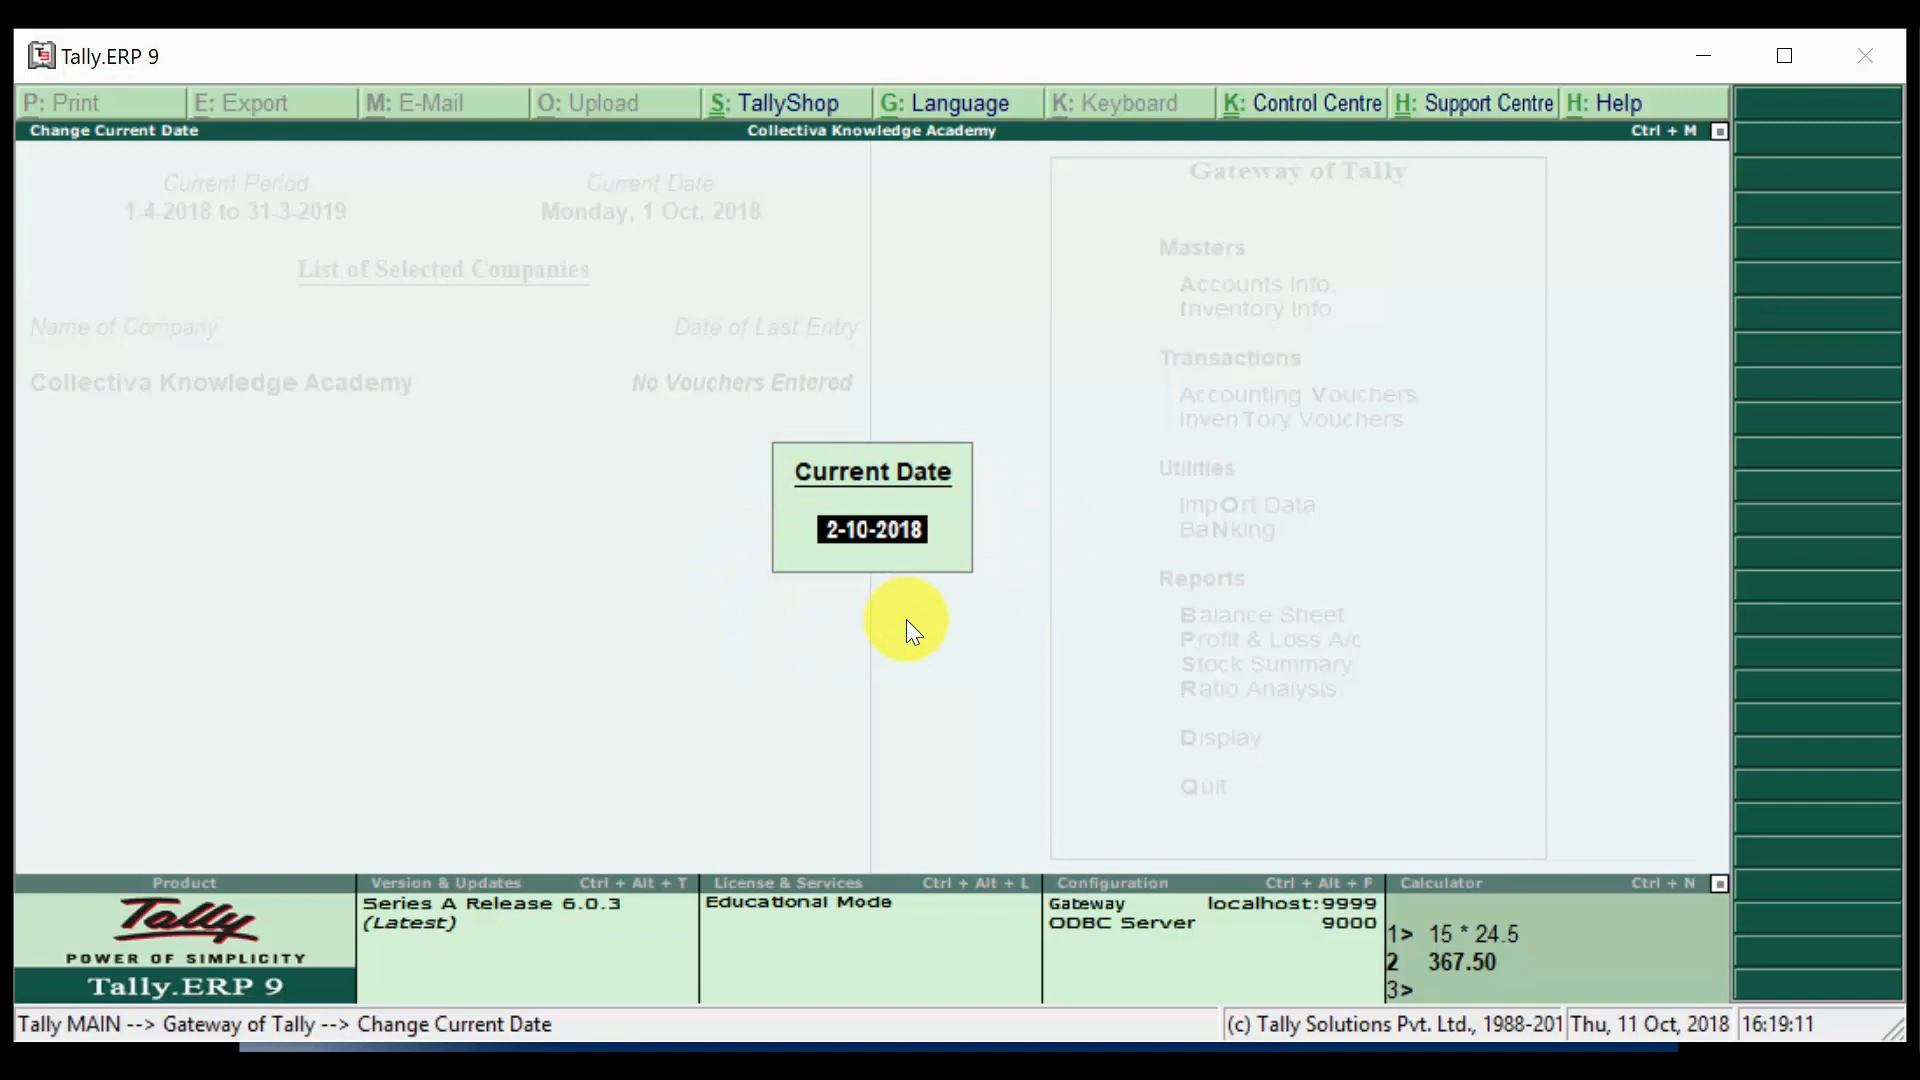 Tally.ERP 9
P: Print
E: Export
M: E-Mail
O: Upload
S: TallyShop
G: Language
K: Keyboard
K: Control Centre
H: Support Centre
H: Help
Change Current Date
Collectiva Knowledge Academy
Ctrl + M
Current Period
Current Date
1-4-2018 to 31-3-2019
Monday, 1 Oct, 2018
List of Selected Companies
Name of Company
Date of Last Entry
Collectiva Knowledge Academy
No Vouchers Entered
Gateway of Tally
Masters
Accounts Info
Inventory Info
Transactions
Accounting Vouchers
InvenTory Vouchers
Utilities
ImpOrt Data
BaNking
Reports
Balance Sheet
Profit & Loss A/c
Stock Summary
Ratio Analysis
Display
Quit
Current Date
2-10-2018
Product
Tally
POWER OF SIMPLICITY
Tally.ERP 9
Version & Updates
Ctrl + Alt + T
Series A Release 6.0.3
(Latest)
License & Services
Ctrl + Alt + L
Educational Mode
Configuration
Ctrl + Alt + F
Gateway
localhost:9999
ODBC Server
9000
Calculator
Ctrl + N
1> 15 * 24.5
2 367.50
3>
Tally MAIN --> Gateway of Tally --> Change Current Date
(c) Tally Solutions Pvt. Ltd., 1988-201
Thu, 11 Oct, 2018
16:19:11